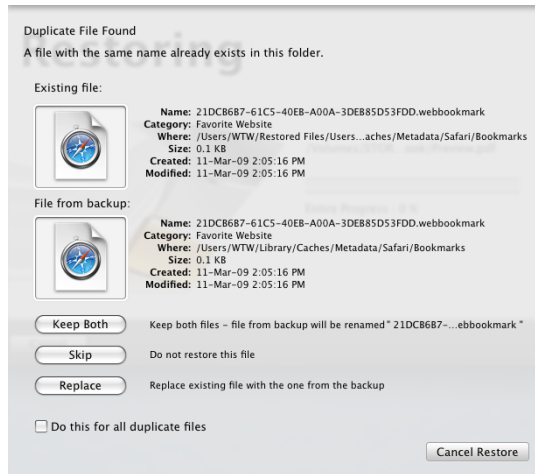 Duplicate File Found
Restoring
A file with the same name already exists in this folder.
Existing file:
Name: 21DCB6B7-61C5-40EB-A00A-3DEB85D53FDD.webbookmark
Category: Favorite Website
Where: /Users/WTW/Restored Files/Users...aches/Metadata/Safari/Bookmarks
Size: 0.1 KB
Created: 11-Mar-09 2:05:16 PM
Modified: 11-Mar-09 2:05:16 PM
File from backup:
Name: 21DCB6B7-61C5-40EB-A00A-3DEB85D53FDD.webbookmark
Category: Favorite Website
Where: /Users/WTW/Library/Caches/Metadata/Safari/Bookmarks
Size: 0.1 KB
Created: 11-Mar-09 2:05:16 PM
Modified: 11-Mar-09 2:05:16 PM
Keep Both Keep both files - file from backup will be renamed" 21DCB6B7-...ebbookmark "
Skip Do not restore this file
Replace Replace existing file with the one from the backup
Do this for all duplicate files
Cancel Restore